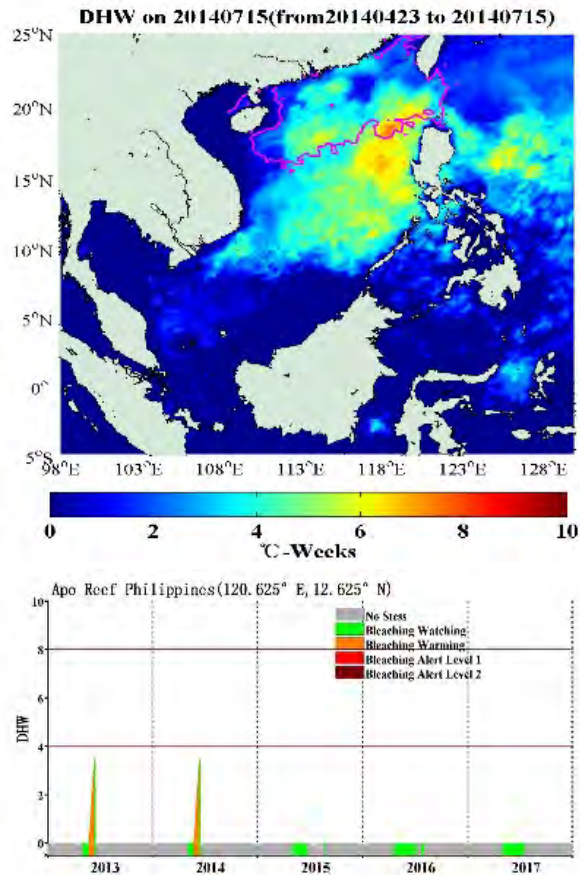 DHW on 20140715(from20140423 to 20140715)
25°N
20°N
15°N
10°N
5°N
0°
5°S
98°E 103°E 108°E 113°E 118°E 123°E 128°E
0 2 4 6 8 10
°C-Weeks
Apo Reef Philippines(120.625° E,12.625° N)
10
8
6
4
2
0
DHW
No Stess
Bleaching Watching
Bleaching Warming
Bleaching Alert Level 1
Bleaching Alert Level 2
2013 2014 2015 2016 2017